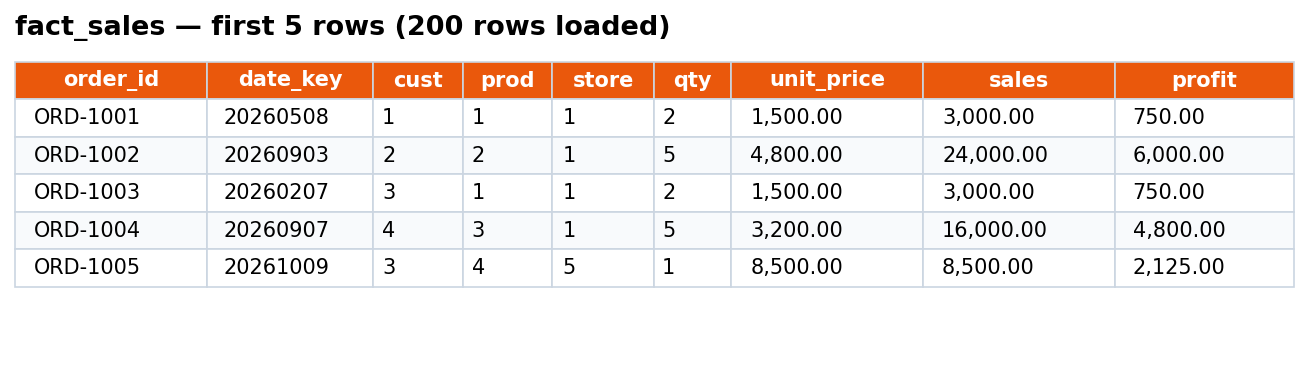 fact_sales — first 5 rows (200 rows loaded)
order_id date_key cust prod store qty unit_price sales profit
ORD-1001 20260508 1 1 1 2 1,500.00 3,000.00 750.00
ORD-1002 20260903 2 2 1 5 4,800.00 24,000.00 6,000.00
ORD-1003 20260207 3 1 1 2 1,500.00 3,000.00 750.00
ORD-1004 20260907 4 3 1 5 3,200.00 16,000.00 4,800.00
ORD-1005 20261009 3 4 5 1 8,500.00 8,500.00 2,125.00